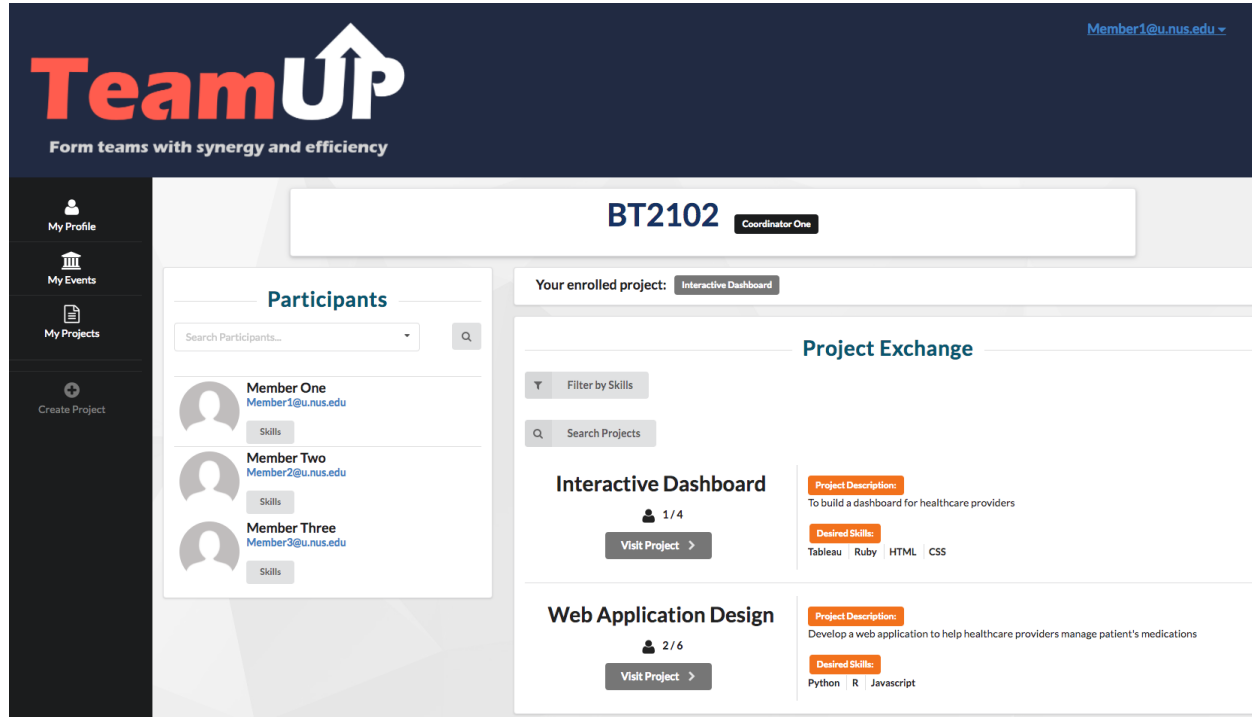 Member1@u.nus.edu
TeamUP
Form teams with synergy and efficiency
My Profile
My Events
My Projects
Create Project
BT2102 Coordinator One
Participants
Search Participants...
Member One
Member1@u.nus.edu
Skills
Member Two
Member2@u.nus.edu
Skills
Member Three
Member3@u.nus.edu
Skills
Your enrolled project: Interactive Dashboard
Project Exchange
Filter by Skills
Search Projects
Interactive Dashboard
1 / 4
Visit Project
Project Description:
To build a dashboard for healthcare providers
Desired Skills:
Tableau Ruby HTML CSS
Web Application Design
2 / 6
Visit Project
Project Description:
Develop a web application to help healthcare providers manage patient's medications
Desired Skills:
Python R Javascript